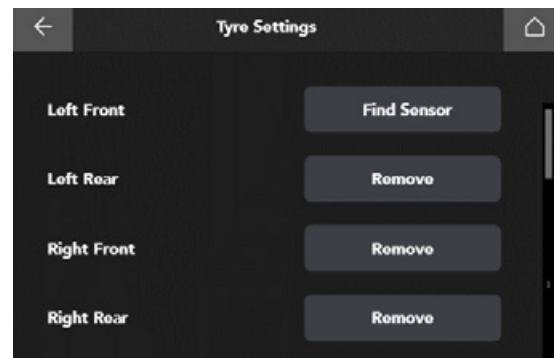 Tyre Settings
Left Front Find Sensor
Left Rear Remove
Right Front Remove
Right Rear Remove